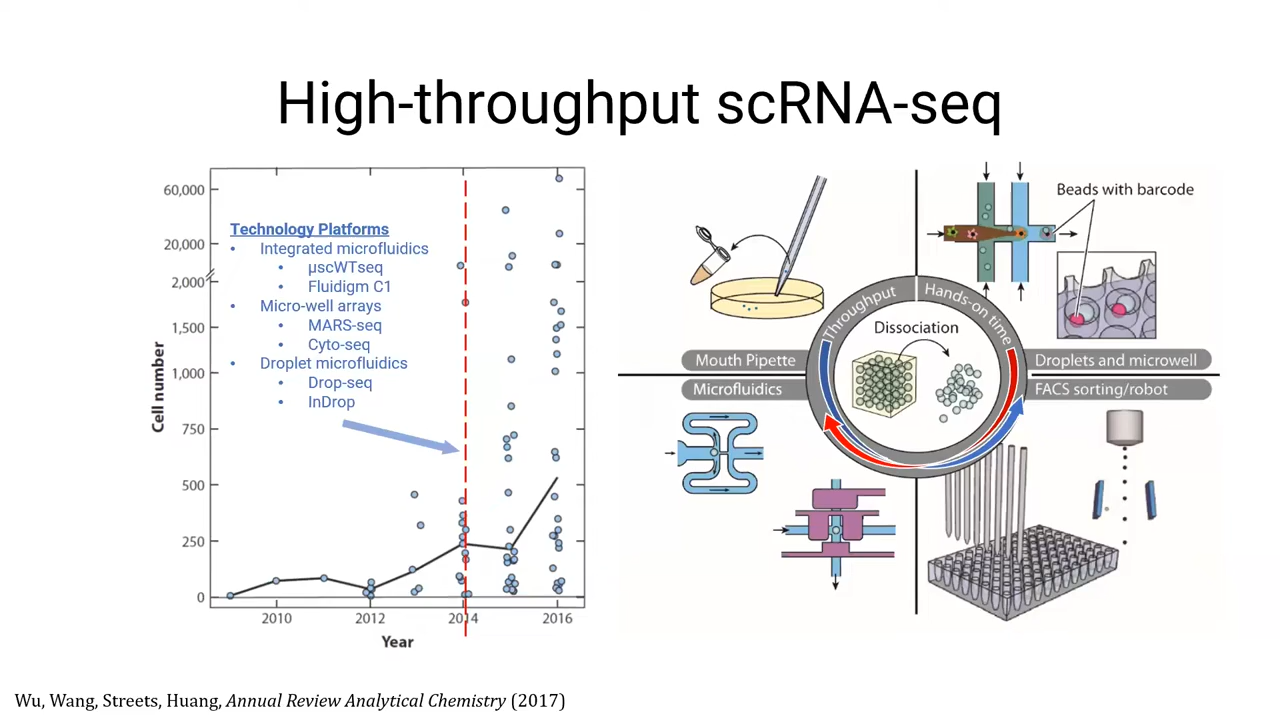 High-throughput scRNA-seq
Technology Platforms
• Integrated microfluidics
• μscWTseq
• Fluidigm C1
• Micro-well arrays
• MARS-seq
• Cyto-seq
• Droplet microfluidics
• Drop-seq
• InDrop
Cell number
60,000
20,000
2,000
1,500
1,000
750
500
250
0
2010
2012
2014
2016
Year
Beads with barcode
Throughput
Hands-on time
Dissociation
Mouth Pipette
Droplets and microwell
Microfluidics
FACS sorting/robot
Wu, Wang, Streets, Huang, Annual Review Analytical Chemistry (2017)